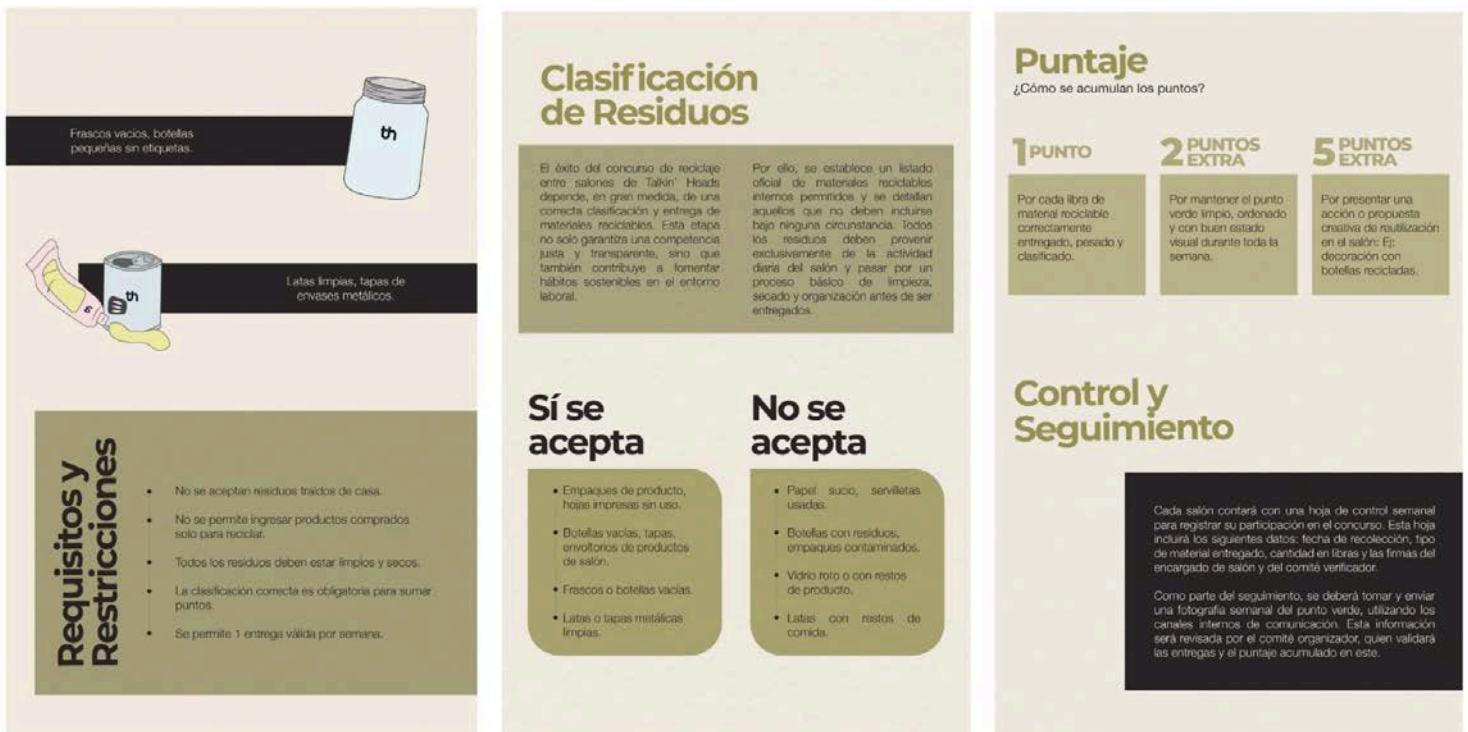 Frascos vacíos, botellas
pequeñas sin etiquetas.
th
Latas limpias, tapas de
envases metálicos.
th
Requisitos y
Restricciones
• No se aceptan residuos traídos de casa.
• No se permite ingresar productos comprados
solo para reciclar.
• Todos los residuos deben estar limpios y secos.
• La clasificación correcta es obligatoria para sumar
puntos.
• Se permite 1 entrega válida por semana.
Clasificación
de Residuos
El éxito del concurso de reciclaje
entre salones de Talkin' Heads
depende, en gran medida, de una
correcta clasificación y entrega de
materiales reciclables. Esta etapa
no solo garantiza una competencia
justa y transparente, sino que
también contribuye a fomentar
hábitos sostenibles en el entorno
laboral.
Por ello, se establece un listado
oficial de materiales reciclables
internos permitidos y se detallan
aquellos que no deben incluirse
bajo ninguna circunstancia. Todos
los residuos deben provenir
exclusivamente de la actividad
diaria del salón y pasar por un
proceso básico de limpieza,
secado y organización antes de ser
entregados.
Sí se
acepta
• Empaques de producto,
hojas impresas sin uso.
• Botellas vacías, tapas,
envoltorios de productos
de salón.
• Frascos o botellas vacías.
• Latas o tapas metálicas
limpias.
No se
acepta
• Papel sucio, servilletas
usadas.
• Botellas con residuos,
empaques contaminados.
• Vidrio roto o con restos
de producto.
• Latas con restos de
comida.
Puntaje
¿Cómo se acumulan los puntos?
1 PUNTO
Por cada libra de
material reciclable
correctamente
entregado, pesado y
clasificado.
2 PUNTOS
EXTRA
Por mantener el punto
verde limpio, ordenado
y con buen estado
visual durante toda la
semana.
5 PUNTOS
EXTRA
Por presentar una
acción o propuesta
creativa de reutilización
en el salón: Ej:
decoración con
botellas recicladas.
Control y
Seguimiento
Cada salón contará con una hoja de control semanal
para registrar su participación en el concurso. Esta hoja
incluirá los siguientes datos: fecha de recolección, tipo
de material entregado, cantidad en libras y las firmas del
encargado de salón y del comité verificador.
Como parte del seguimiento, se deberá tomar y enviar
una fotografía semanal del punto verde, utilizando los
canales internos de comunicación. Esta información
será revisada por el comité organizador, quien validará
las entregas y el puntaje acumulado en este.